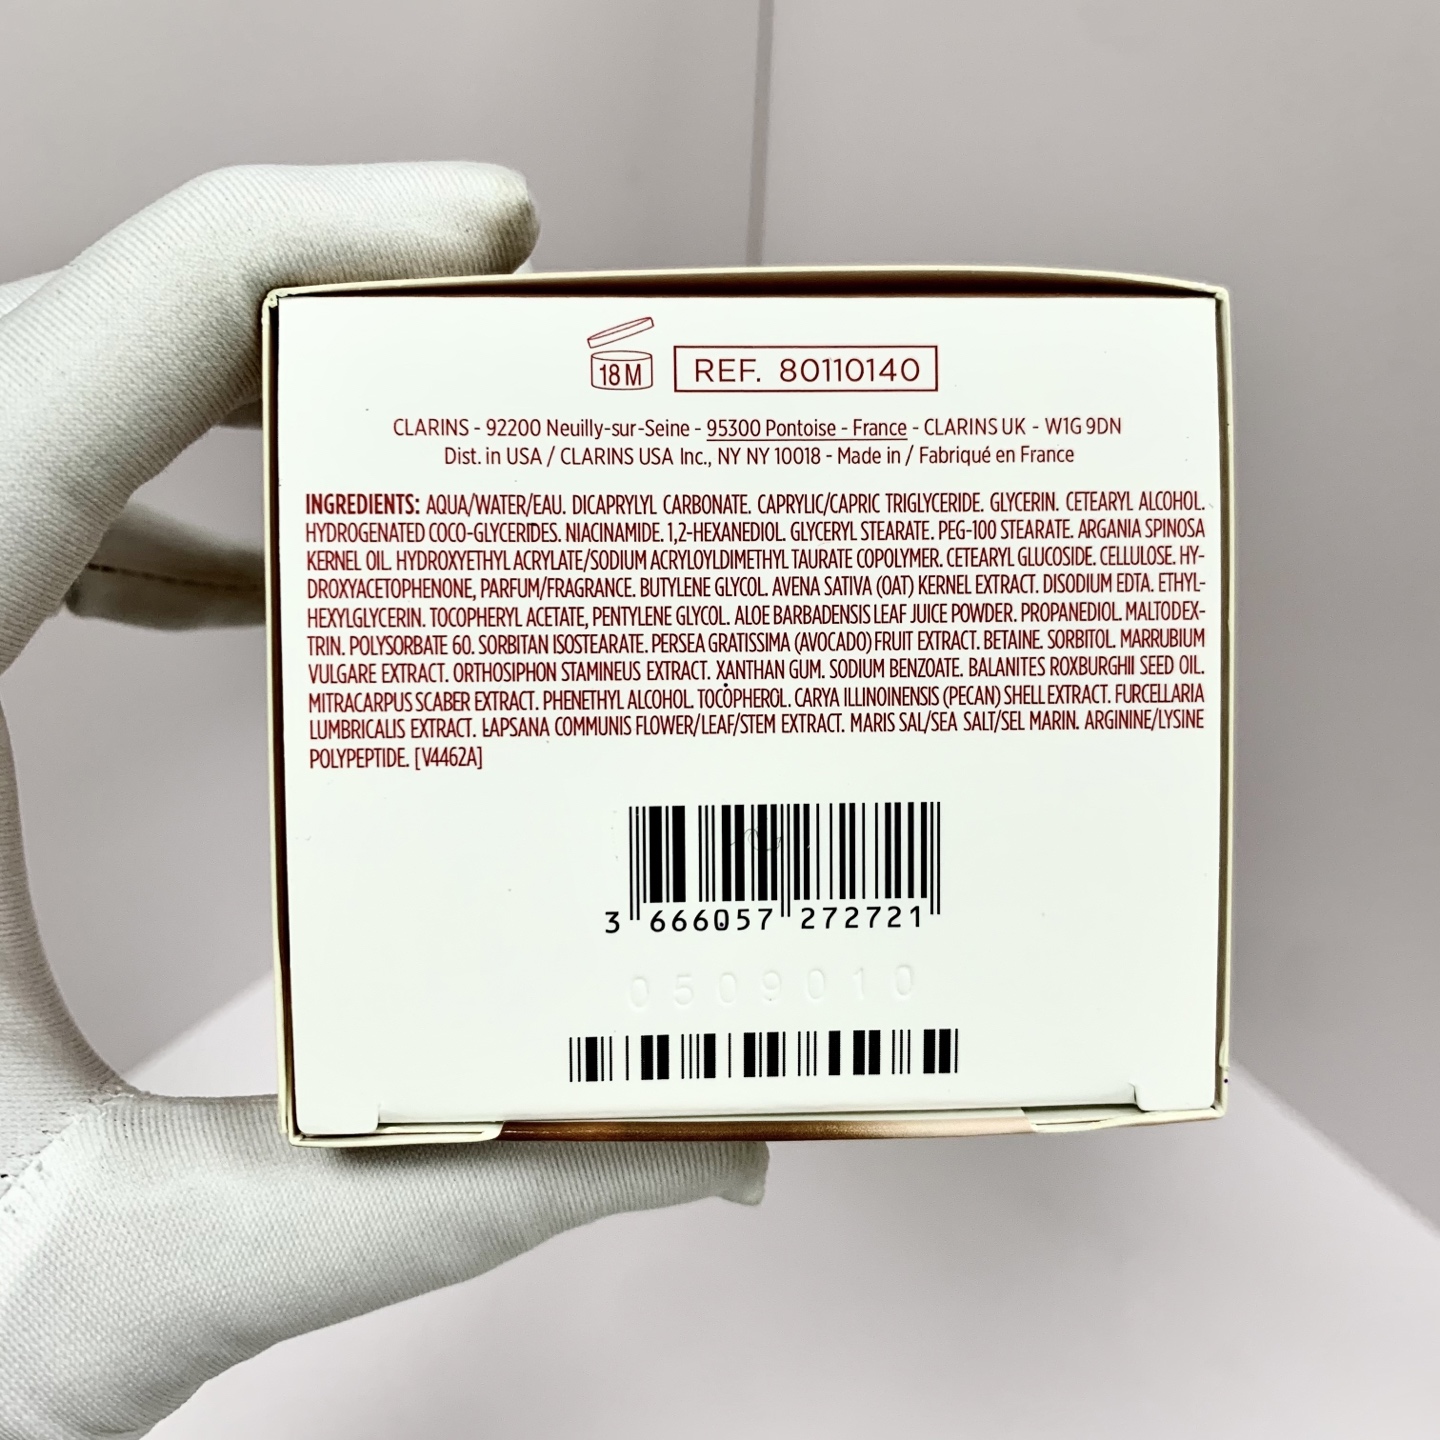 18 M
REF. 80110140
CLARINS - 92200 Neuilly-sur-Seine - 95300 Pontoise - France - CLARINS UK - W1G 9DN
Dist. in USA / CLARINS USA Inc., NY NY 10018 - Made in / Fabriqué en France
INGREDIENTS: AQUA/WATER/EAU. DICAPRYLYL CARBONATE. CAPRYLIC/CAPRIC TRIGLYCERIDE. GLYCERIN. CETEARYL ALCOHOL.
HYDROGENATED COCO-GLYCERIDES. NIACINAMIDE. 1,2-HEXANEDIOL. GLYCERYL STEARATE. PEG-100 STEARATE. ARGANIA SPINOSA
KERNEL OIL. HYDROXYETHYL ACRYLATE/SODIUM ACRYLOYLDIMETHYL TAURATE COPOLYMER. CETEARYL GLUCOSIDE. CELLULOSE. HY-
DROXYACETOPHENONE, PARFUM/FRAGRANCE. BUTYLENE GLYCOL. AVENA SATIVA (OAT) KERNEL EXTRACT. DISODIUM EDTA. ETHYL-
HEXYLGLYCERIN. TOCOPHERYL ACETATE, PENTYLENE GLYCOL. ALOE BARBADENSIS LEAF JUICE POWDER. PROPANEDIOL. MALTODEX-
TRIN. POLYSORBATE 60. SORBITAN ISOSTEARATE. PERSEA GRATISSIMA (AVOCADO) FRUIT EXTRACT. BETAINE. SORBITOL. MARRUBIUM
VULGARE EXTRACT. ORTHOSIPHON STAMINEUS EXTRACT. XANTHAN GUM. SODIUM BENZOATE. BALANITES ROXBURGHII SEED OIL.
MITRACARPUS SCABER EXTRACT. PHENETHYL ALCOHOL. TOCOPHEROL. CARYA ILLINOINENSIS (PECAN) SHELL EXTRACT. FURCELLARIA
LUMBRICALIS EXTRACT. LAPSANA COMMUNIS FLOWER/LEAF/STEM EXTRACT. MARIS SAL/SEA SALT/SEL MARIN. ARGININE/LYSINE
POLYPEPTIDE. [V4462A]
3 666057 272721
0509010